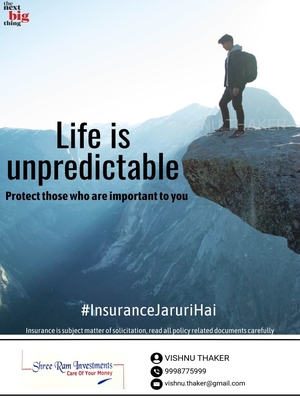 the
next
big
thing
THAKER
Life is
unpredictable
Protect those who are important to you
#InsuranceJaruriHai
Insurance is subject matter of solicitation, read all policy related documents carefully
Shree Ram Investments
Care Of Your Money
VISHNU THAKER
9998775999
vishnu.thaker@gmail.com